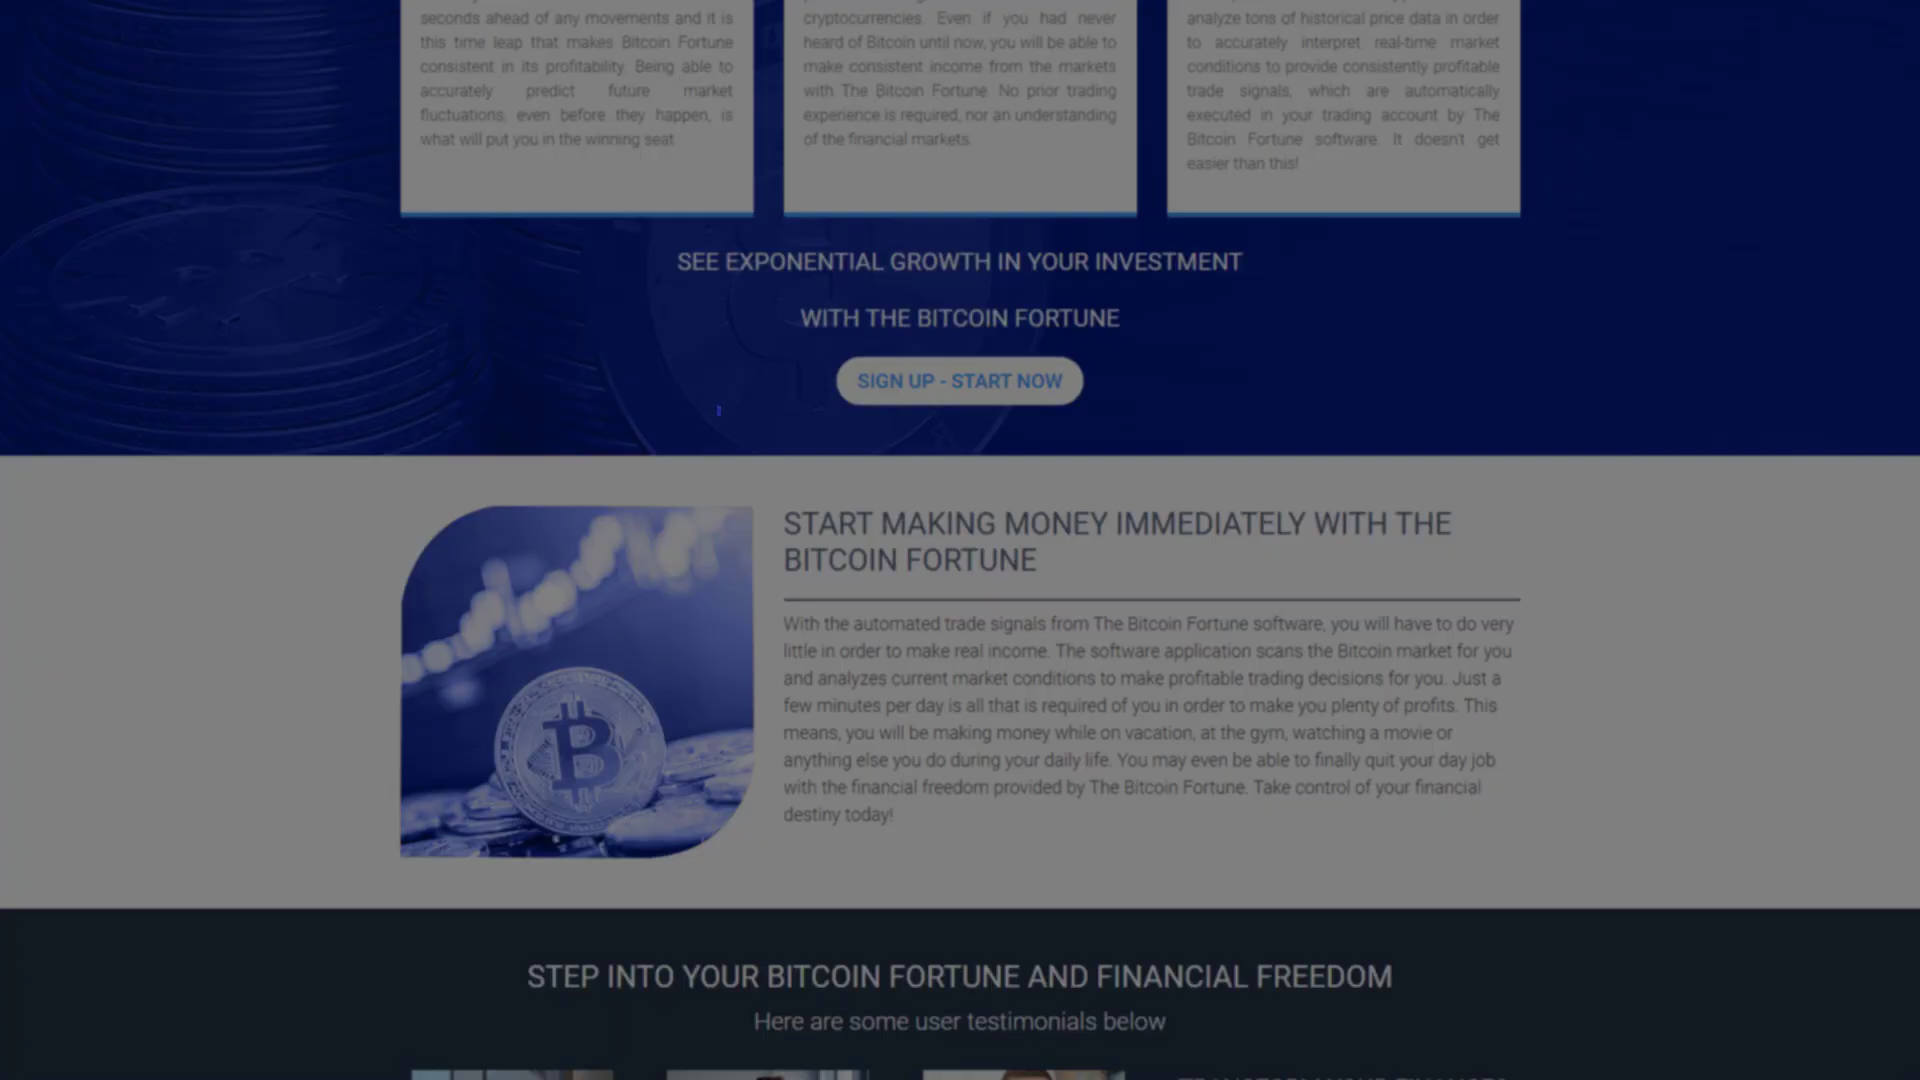 seconds ahead of any movements and it is
this time leap that makes Bitcoin Fortune
consistent in its profitability. Being able to
accurately predict future market
fluctuations, even before they happen, is
what will put you in the winning seat.
cryptocurrencies. Even if you had never
heard of Bitcoin until now, you will be able to
make consistent income from the markets
with The Bitcoin Fortune. No prior trading
experience is required, nor an understanding
of the financial markets.
analyze tons of historical price data in order
to accurately interpret real-time market
conditions to provide consistently profitable
trade signals, which are automatically
executed in your trading account by The
Bitcoin Fortune software. It doesn't get
easier than this!
SEE EXPONENTIAL GROWTH IN YOUR INVESTMENT
WITH THE BITCOIN FORTUNE
SIGN UP - START NOW
START MAKING MONEY IMMEDIATELY WITH THE
BITCOIN FORTUNE
With the automated trade signals from The Bitcoin Fortune software, you will have to do very
little in order to make real income. The software application scans the Bitcoin market for you
and analyzes current market conditions to make profitable trading decisions for you. Just a
few minutes per day is all that is required of you in order to make you plenty of profits. This
means, you will be making money while on vacation, at the gym, watching a movie or
anything else you do during your daily life. You may even be able to finally quit your day job
with the financial freedom provided by The Bitcoin Fortune. Take control of your financial
destiny today!
STEP INTO YOUR BITCOIN FORTUNE AND FINANCIAL FREEDOM
Here are some user testimonials below